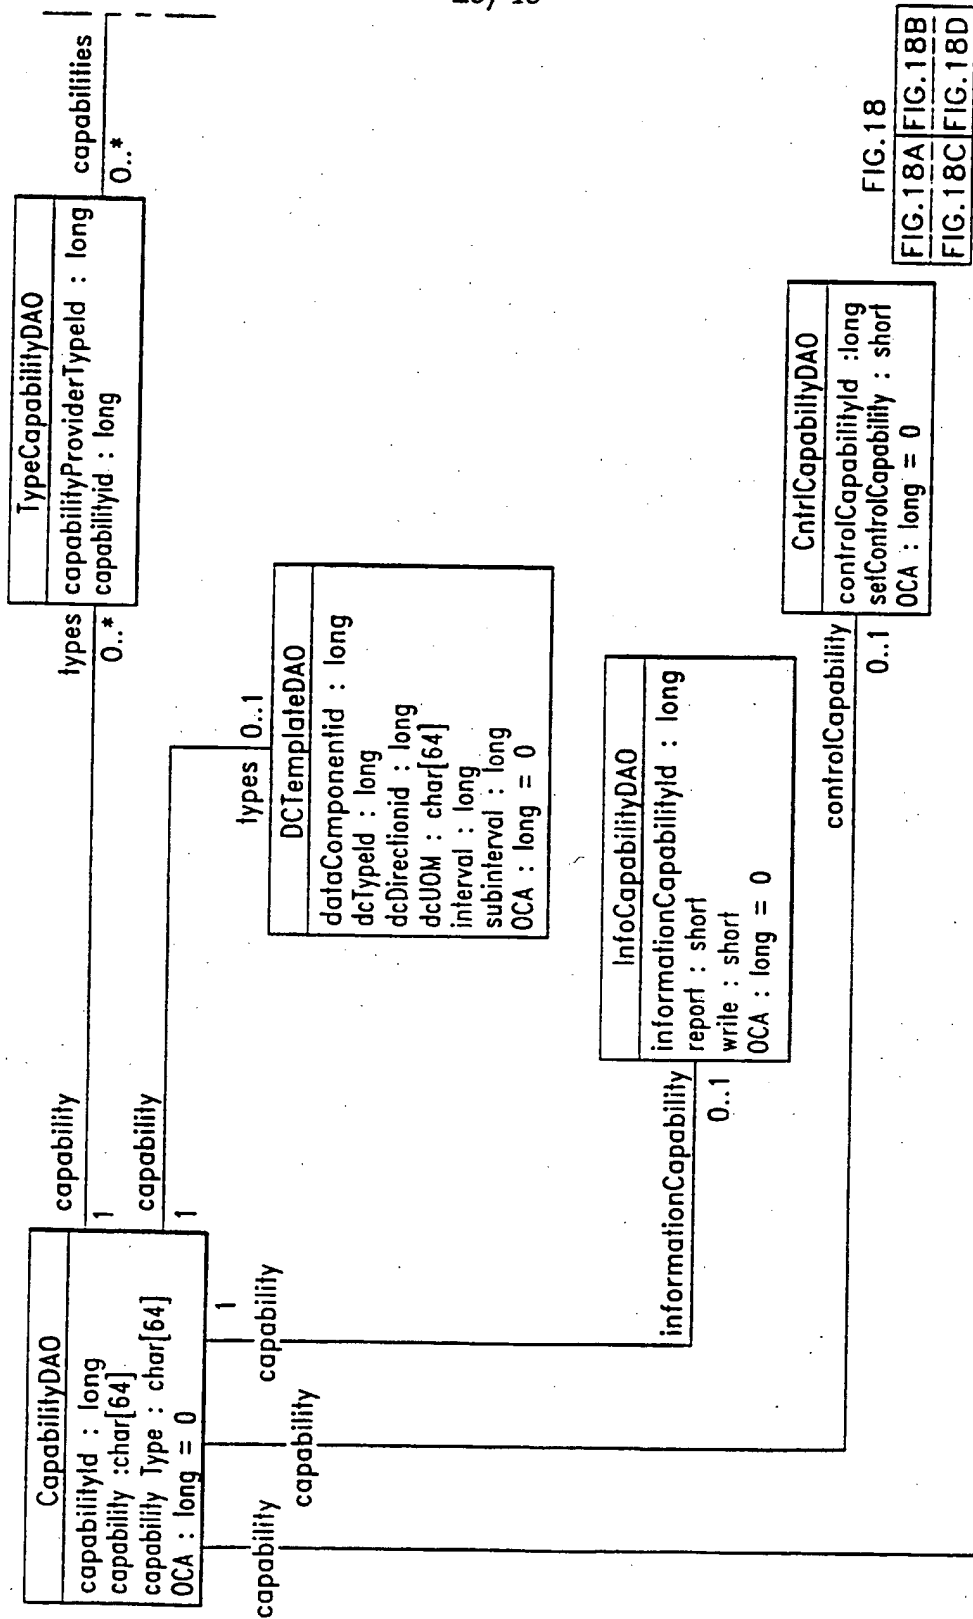 CapabilityDAO
capabilityId : long
capability :char[64]
capability Type : char[64]
OCA : long = 0
capability
1
types
0..*
TypeCapabilityDAO
capabilityProviderTypeId : long
capabilityid : long
capabilities
0..*
capability
1
types
0..1
DCTemplateDAO
dataComponentid : long
dcTypeId : long
dcDirectionid : long
dcUOM : char[64]
interval : long
subinterval : long
OCA : long = 0
1
capability
informationCapability
0..1
InfoCapabilityDAO
informationCapabilityId : long
report : short
write : short
OCA : long = 0
capability
controlCapability
0..1
CntrlCapabiltyDAO
controlCapabilityId :long
setControlCapability : short
OCA : long = 0
capability
FIG.18
FIG.18A FIG.18B
FIG.18C FIG.18D